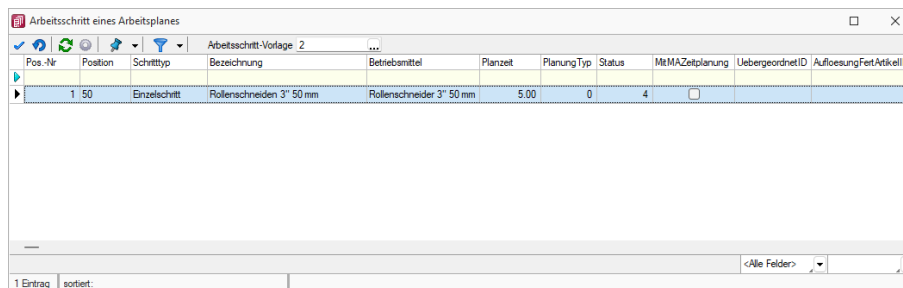 Arbeitsschritt eines Arbeitsplanes
Arbeitsschritt-Vorlage 2 ...
Pos.-Nr Position Schritttyp Bezeichnung Betriebsmittel Planzeit PlanungTyp Status MitMAZeitplanung UebergeordnetID AufloesungFertArtikelI
1 50 Einzelschritt Rollenschneiden 3" 50 mm Rollenschneider 3" 50 mm 5.00 0 4
<Alle Felder>
1 Eintrag sortiert: